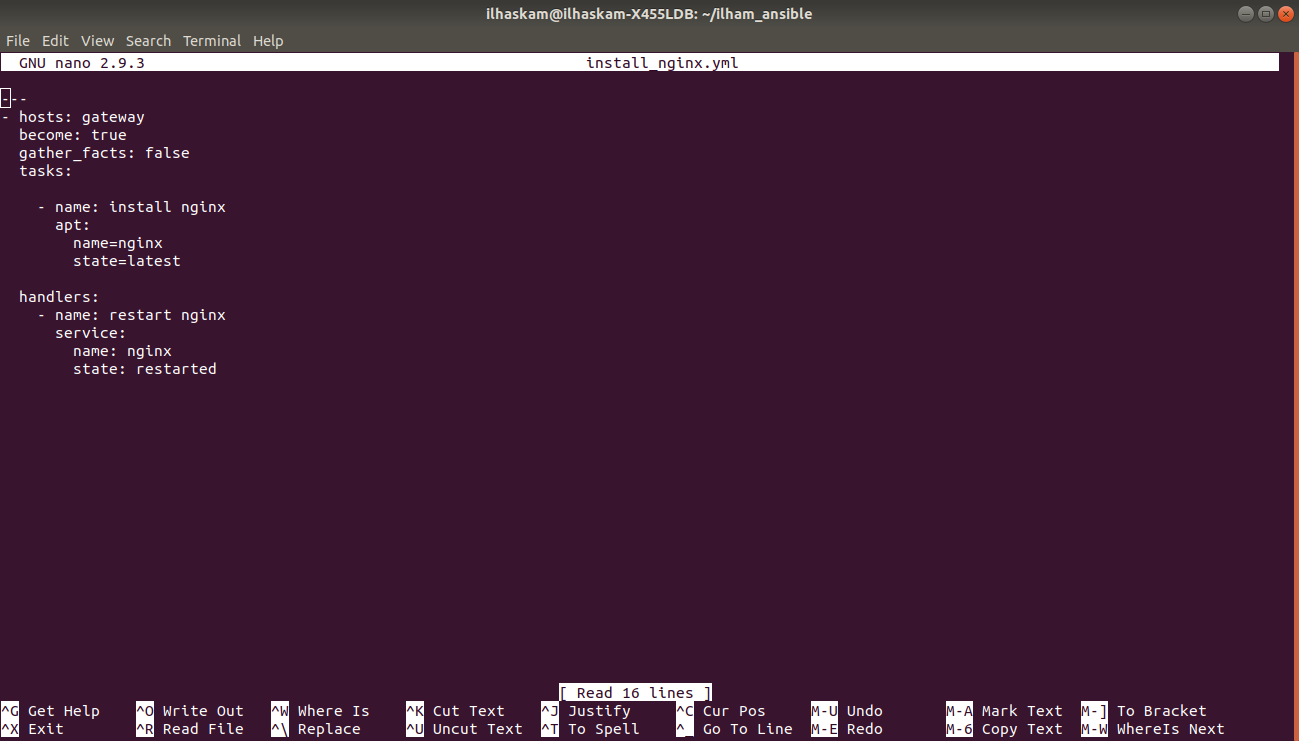 ilhaskam@ilhaskam-X455LDB: ~/ilham_ansible
File Edit View Search Terminal Help
GNU nano 2.9.3 install_nginx.yml
---
- hosts: gateway
  become: true
  gather_facts: false
  tasks:

    - name: install nginx
      apt:
        name=nginx
        state=latest

  handlers:
    - name: restart nginx
      service:
        name: nginx
        state: restarted
[ Read 16 lines ]
^G Get Help ^O Write Out ^W Where Is ^K Cut Text ^J Justify ^C Cur Pos M-U Undo M-A Mark Text M-] To Bracket
^X Exit ^R Read File ^\ Replace ^U Uncut Text ^T To Spell ^_ Go To Line M-E Redo M-6 Copy Text M-W WhereIs Next